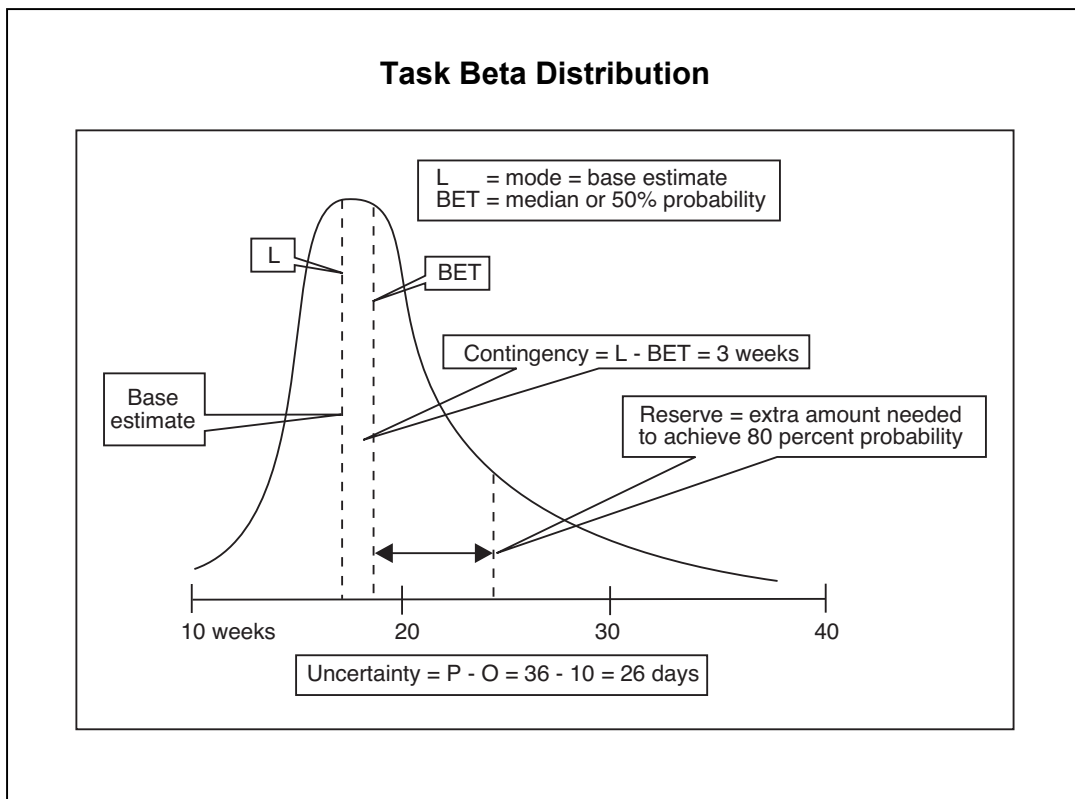 Task Beta Distribution
L = mode = base estimate
BET = median or 50% probability
L
BET
Contingency = L - BET = 3 weeks
Base
estimate
Reserve = extra amount needed
to achieve 80 percent probability
10 weeks 20 30 40
Uncertainty = P - O = 36 - 10 = 26 days